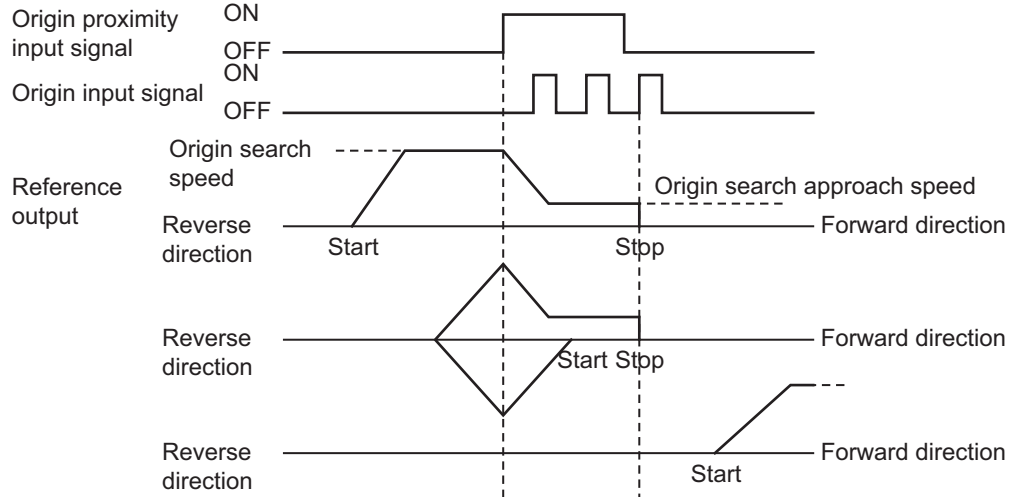 Origin proximity
input signal
ON
OFF
ON
Origin input signal
OFF
Origin search
speed
Reference
output
Origin search approach speed
Reverse
direction
Start
Stop
Forward direction
Reverse
direction
Start Stop
Forward direction
Reverse
direction
Start
Forward direction